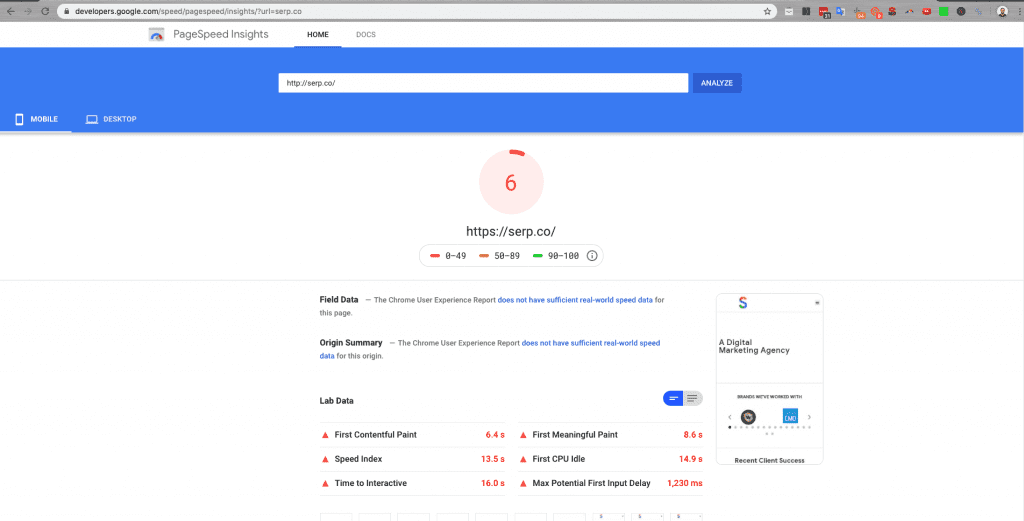 developers.google.com/speed/pagespeed/insights/?url=serp.co
PageSpeed Insights HOME DOCS
http://serp.co/ ANALYZE
MOBILE DESKTOP
6
https://serp.co/
0–49 50–89 90–100
Field Data — The Chrome User Experience Report does not have sufficient real-world speed data for
this page.
Origin Summary — The Chrome User Experience Report does not have sufficient real-world speed
data for this origin.
A Digital
Marketing Agency
BRANDS WE'VE WORKED WITH
CMD
Recent Client Success
Lab Data
First Contentful Paint 6.4 s First Meaningful Paint 8.6 s
Speed Index 13.5 s First CPU Idle 14.9 s
Time to Interactive 16.0 s Max Potential First Input Delay 1,230 ms